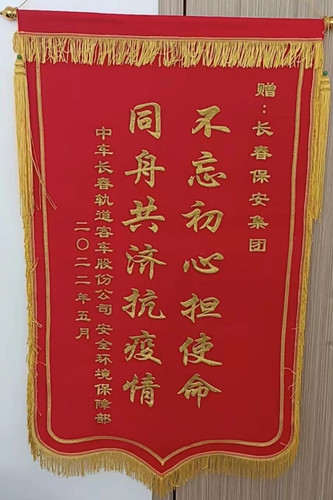 赠：长春保安集团
不忘初心担使命
同舟共济抗疫情
中车长春轨道客车股份公司安全环境保障部
二〇二二年五月